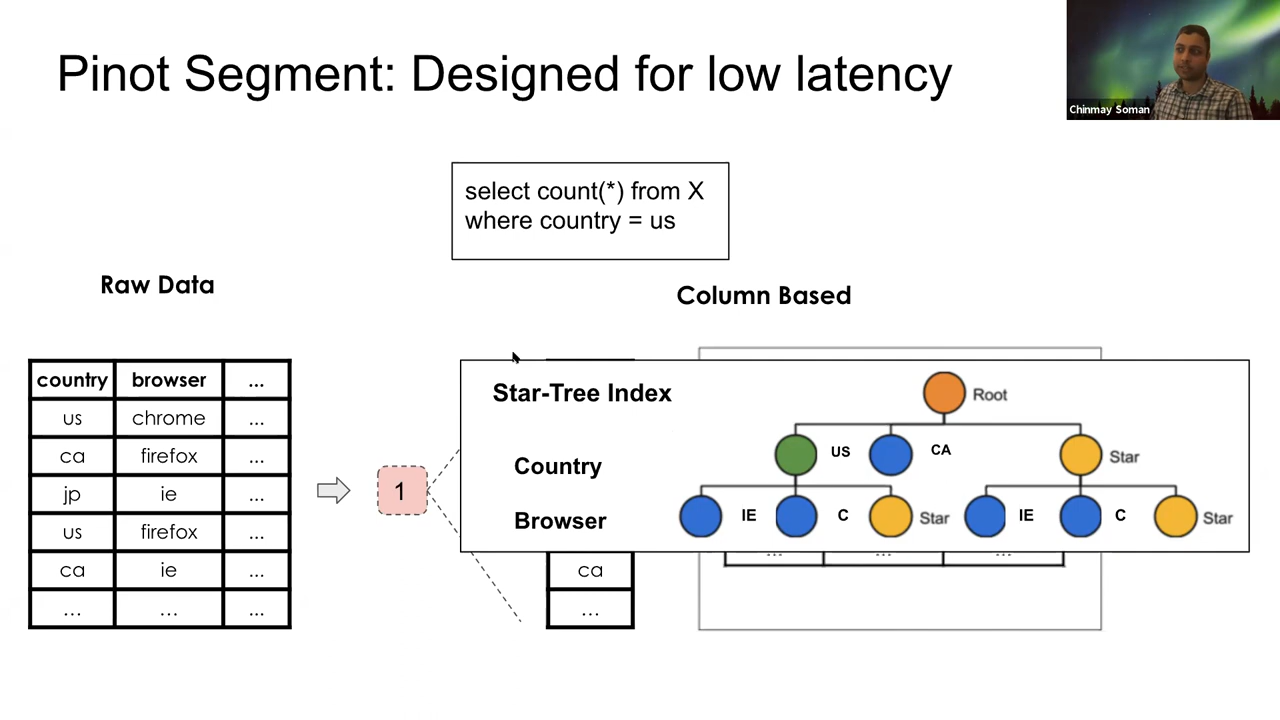 Pinot Segment: Designed for low latency
Chinmay Soman
select count(*) from X
where country = us
Raw Data
Column Based
country browser ...
us chrome ...
ca firefox ...
jp ie ...
us firefox ...
ca ie ...
... ... ...
1
Star-Tree Index
Root
Country
US
CA
Star
Browser
IE
C
Star
IE
C
Star
... ... ...
ca
...